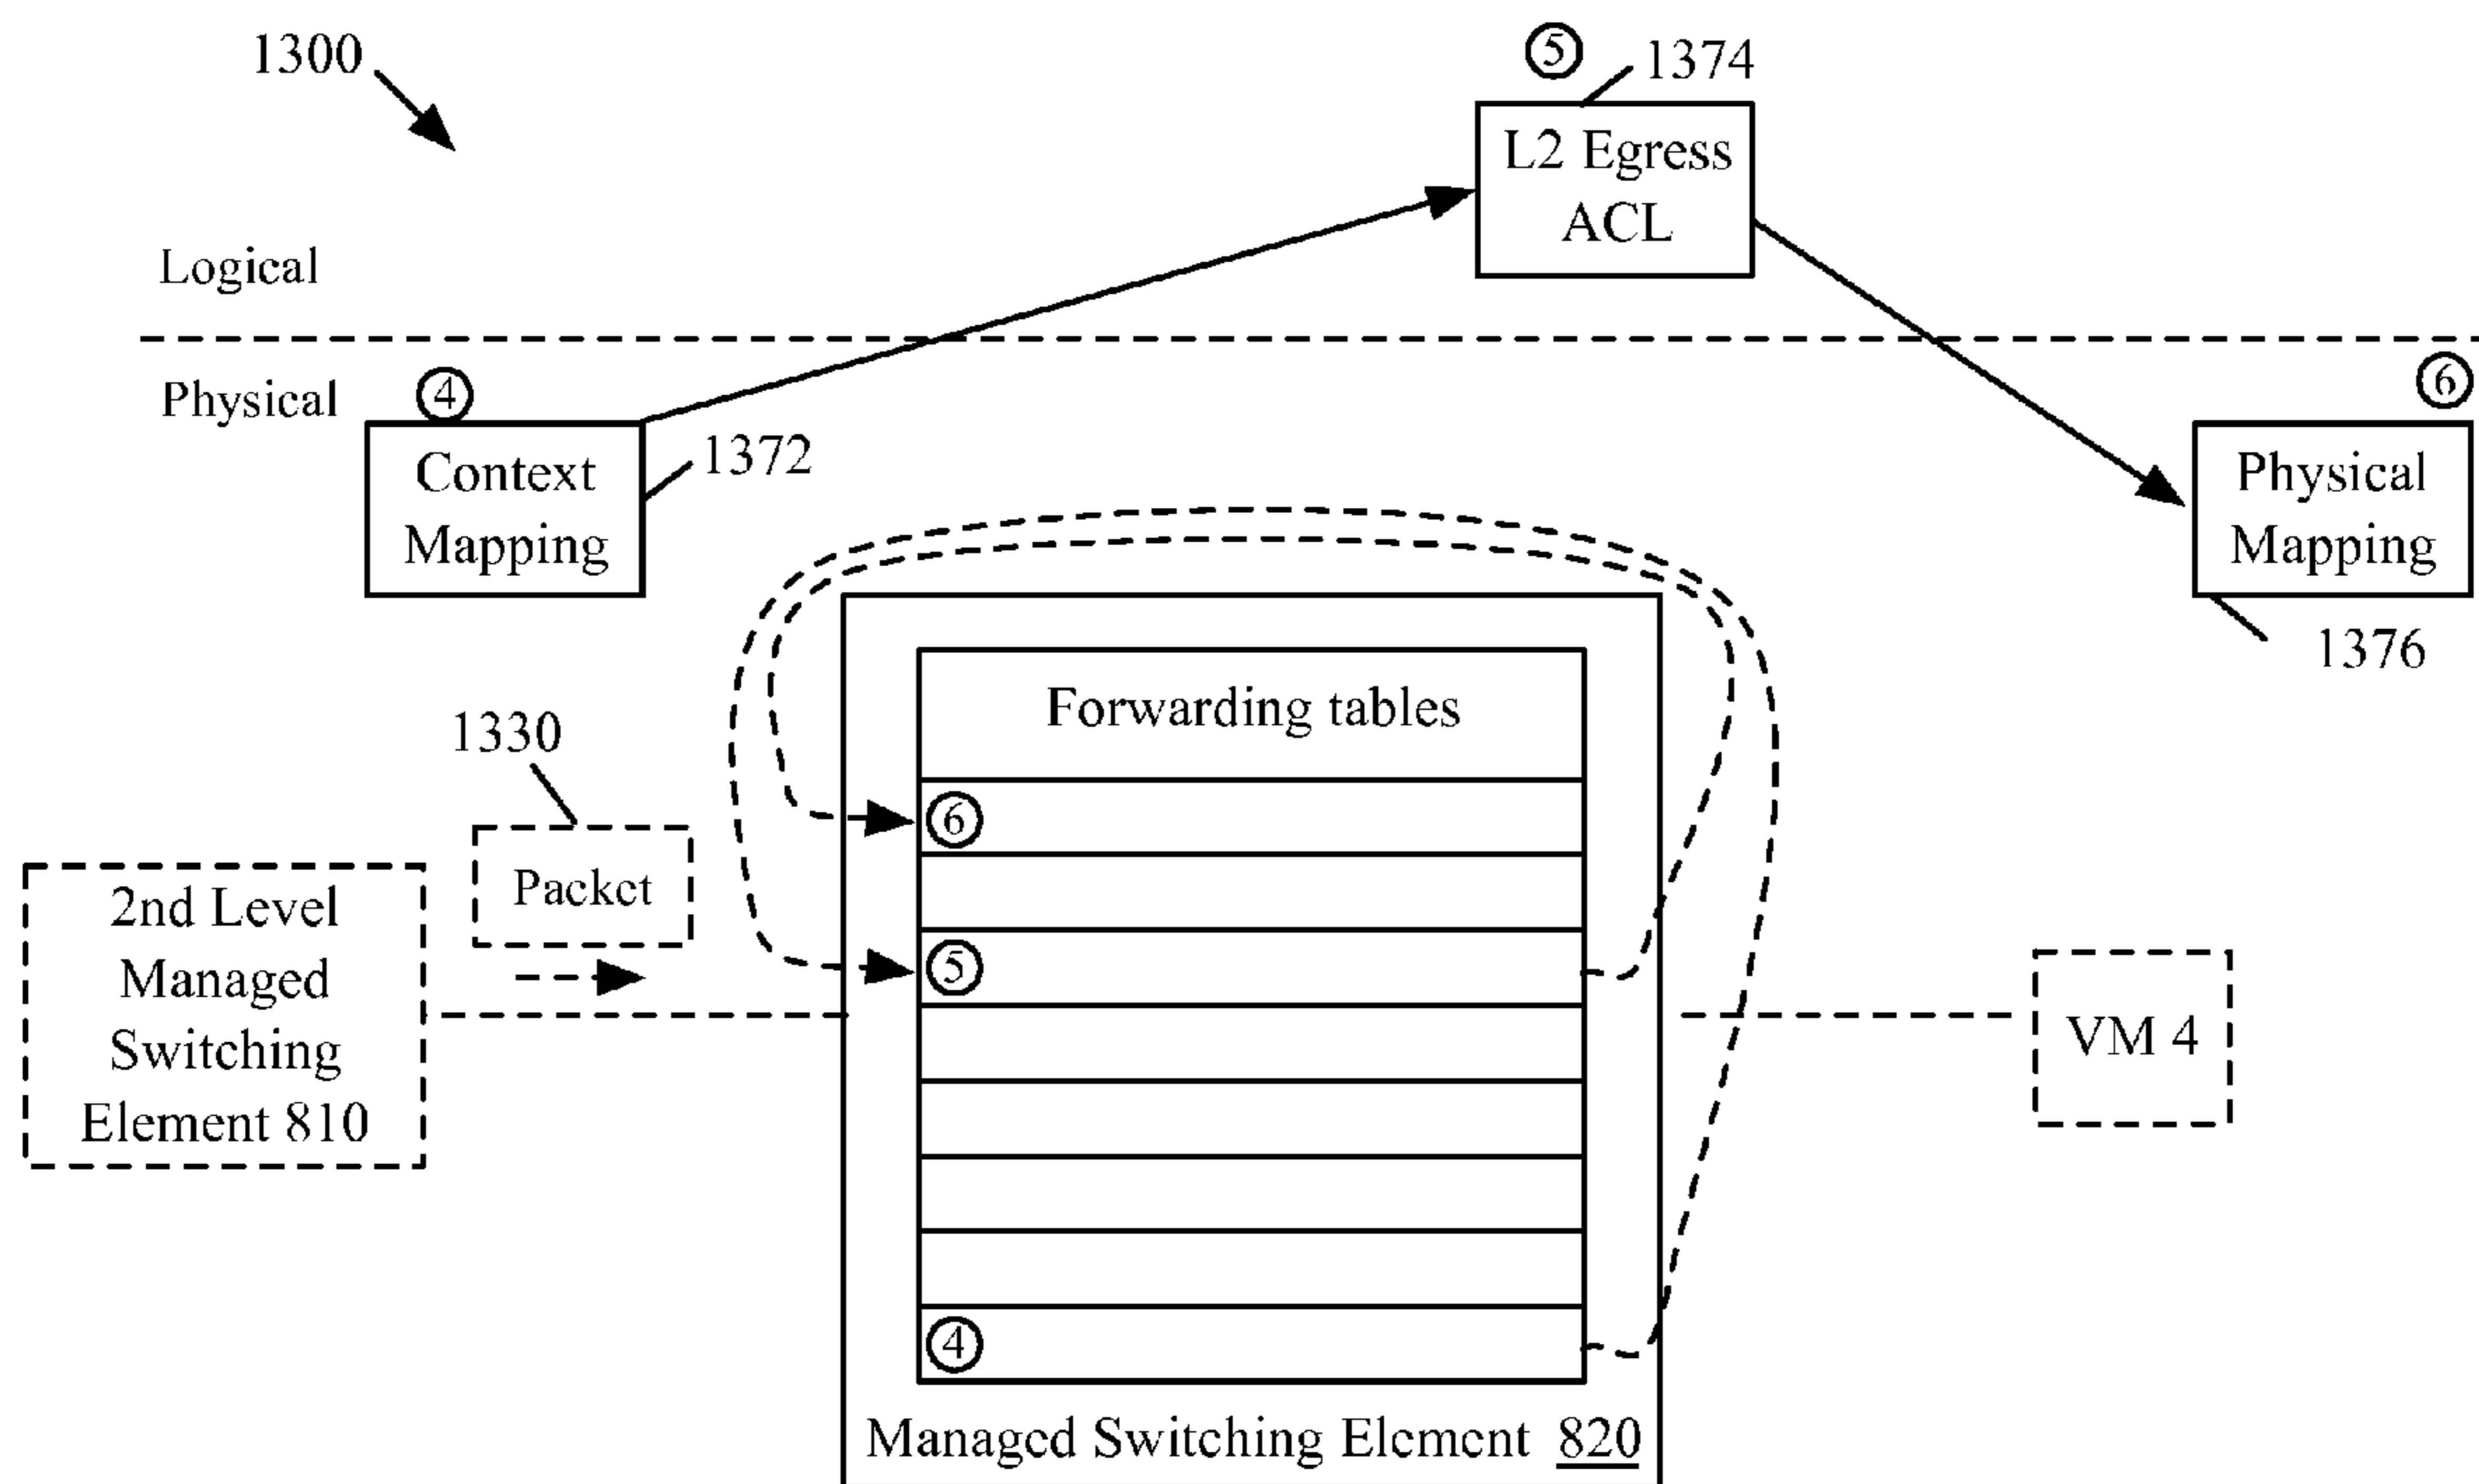 1300
⑤
1374
L2 Egress
ACL
Logical
Physical
④
⑥
Context
Mapping
1372
Physical
Mapping
1376
Forwarding tables
⑥
⑤
④
1330
Packet
2nd Level
Managed
Switching
Element 810
VM 4
Managed Switching Element 820